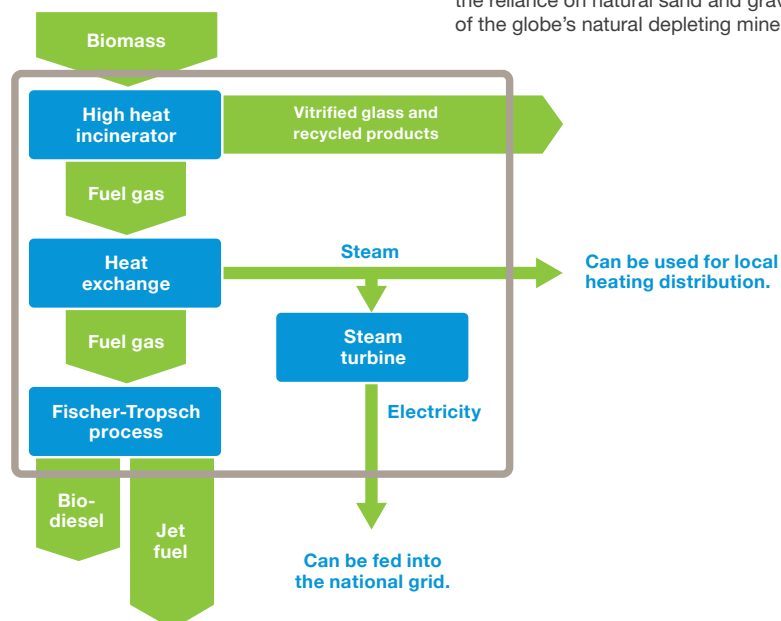 the reliance on natural sand and grav
of the globe's natural depleting mine
Biomass
High heat
incinerator
Vitrified glass and
recycled products
Fuel gas
Heat
exchange
Steam
Can be used for local
heating distribution.
Fuel gas
Steam
turbine
Fischer-Tropsch
process
Electricity
Bio-
diesel
Jet
fuel
Can be fed into
the national grid.